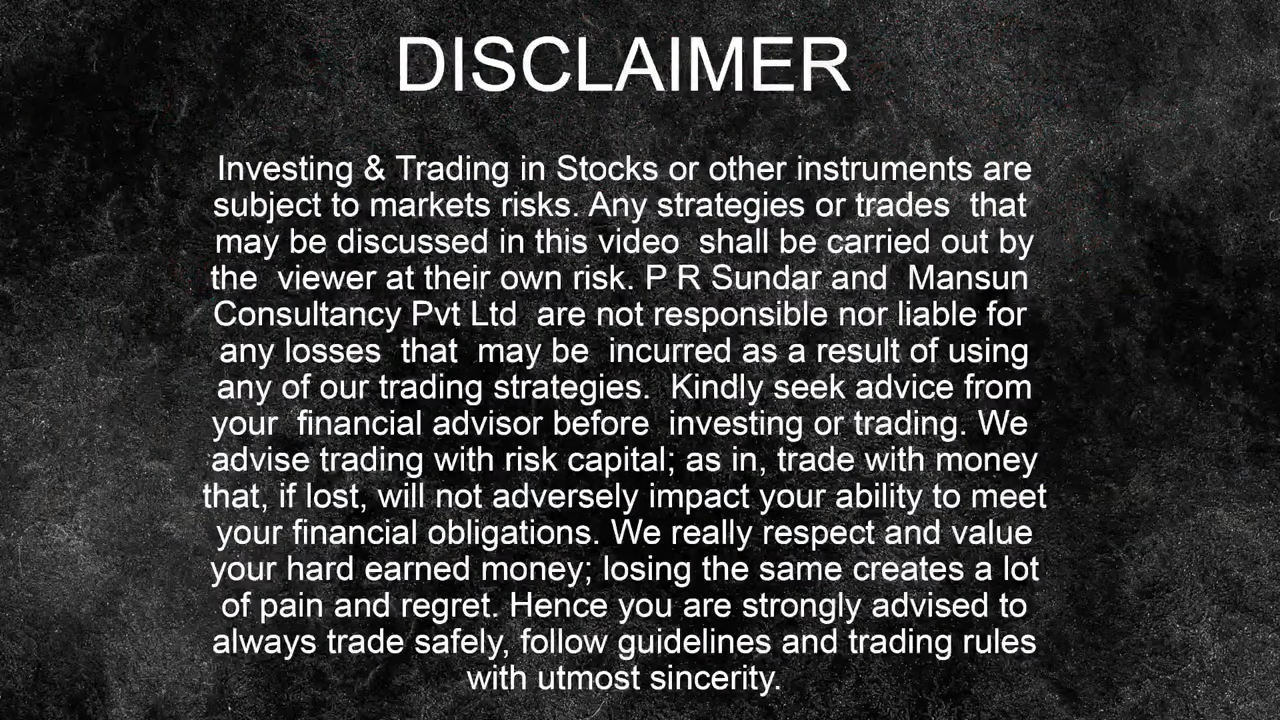 DISCLAIMER
Investing & Trading in Stocks or other instruments are
subject to markets risks. Any strategies or trades  that
may be discussed in this video  shall be carried out by
the  viewer at their own risk. P R Sundar and  Mansun
Consultancy Pvt Ltd  are not responsible nor liable for
any losses  that  may be  incurred as a result of using
any of our trading strategies.  Kindly seek advice from
your  financial advisor before  investing or trading. We
advise trading with risk capital; as in, trade with money
that, if lost, will not adversely impact your ability to meet
your financial obligations. We really respect and value
your hard earned money; losing the same creates a lot
of pain and regret. Hence you are strongly advised to
always trade safely, follow guidelines and trading rules
with utmost sincerity.